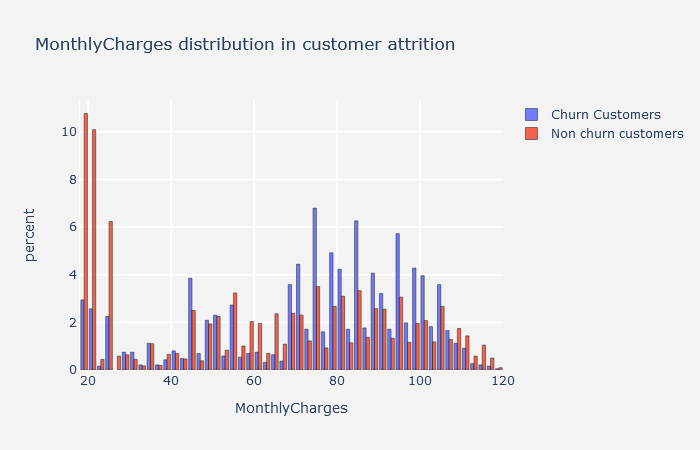 MonthlyCharges distribution in customer attrition
Churn Customers
Non churn customers
percent
10
8
6
4
2
0
20 40 60 80 100 120
MonthlyCharges